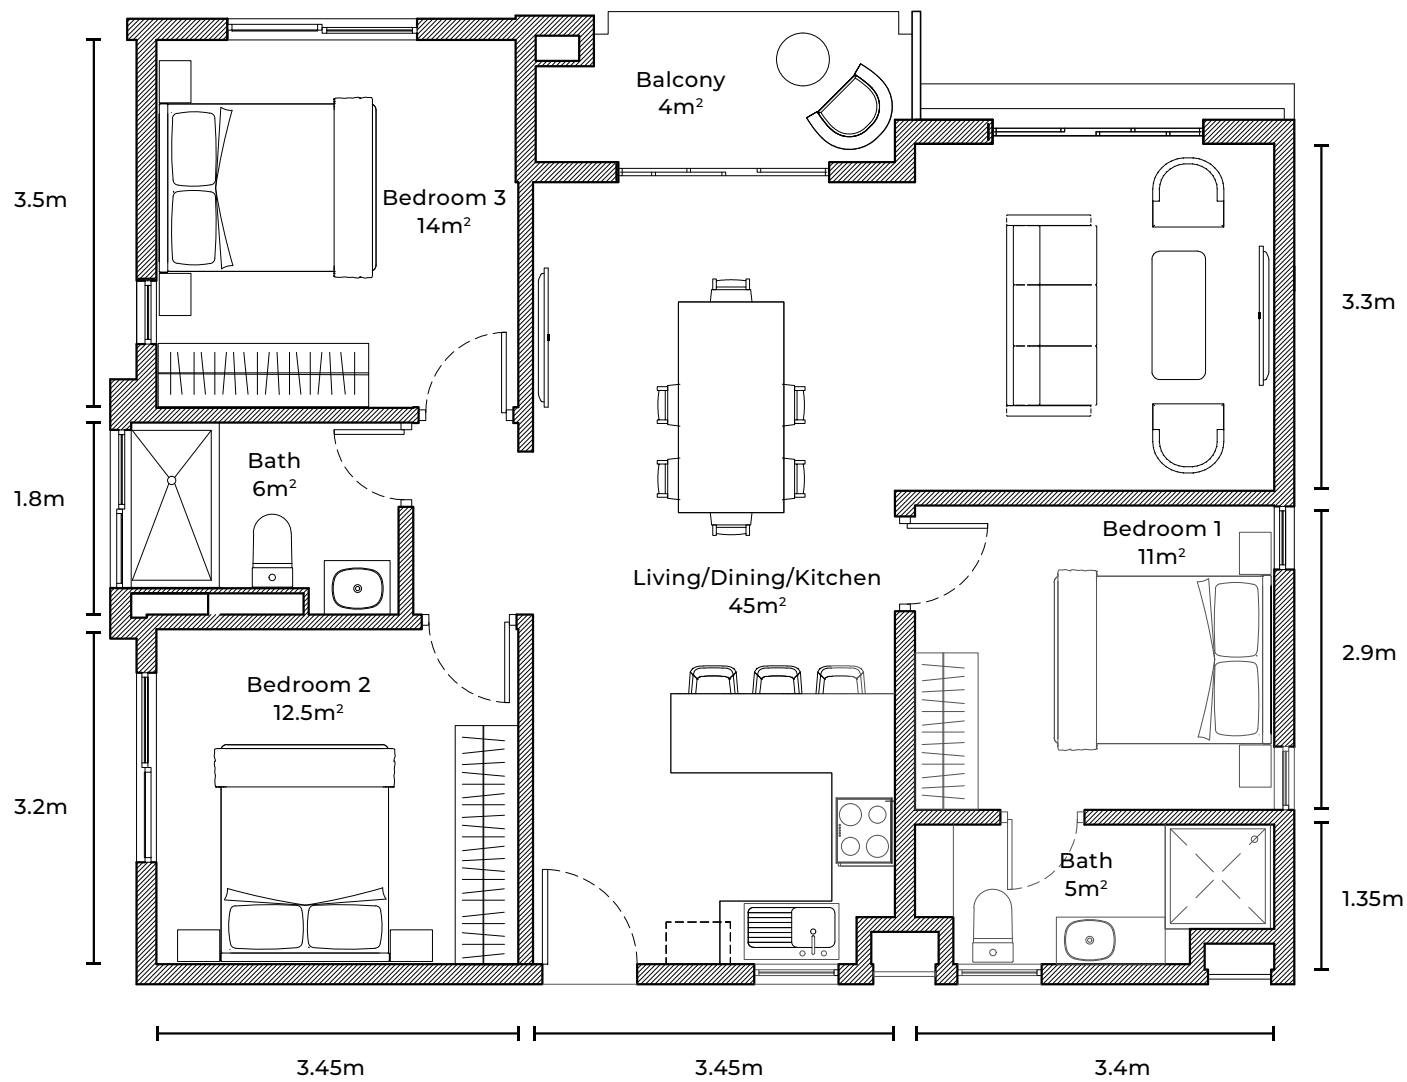 Balcony
4m²
3.5m
Bedroom 3
14m²
3.3m
1.8m
Bath
6m²
Living/Dining/Kitchen
45m²
Bedroom 1
11m²
2.9m
Bedroom 2
12.5m²
3.2m
Bath
5m²
1.35m
3.45m
3.45m
3.4m